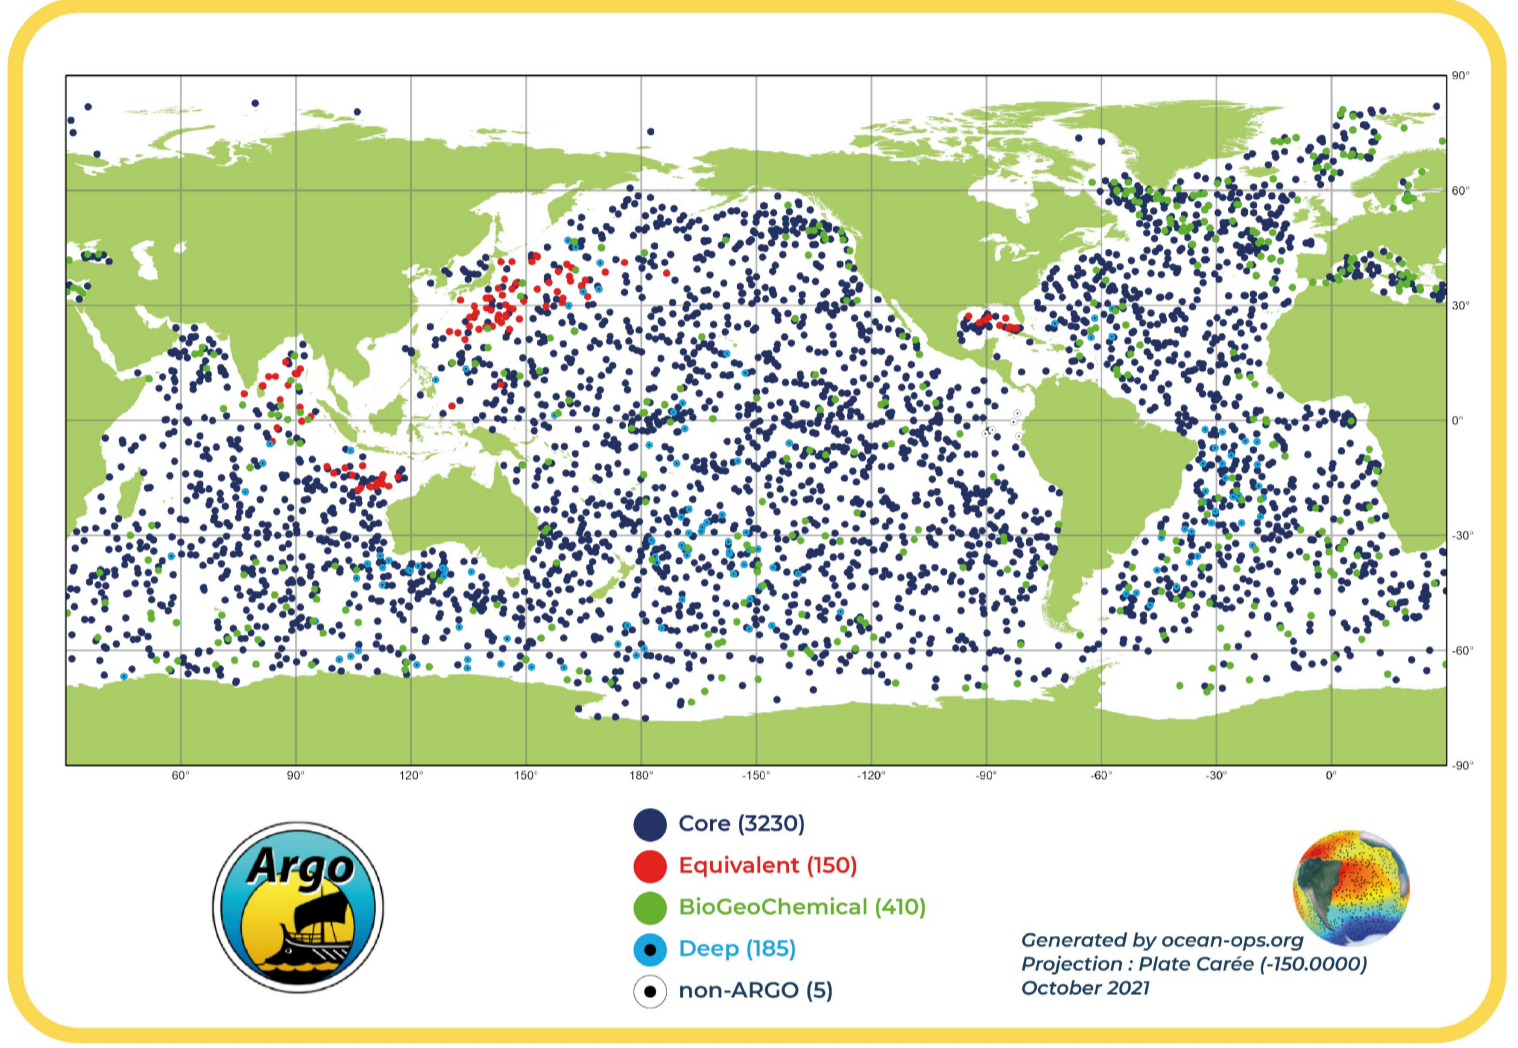 90°
60°
30°
0°
-30°
-60°
-90°
60°
90°
120°
150°
180°
-150°
-120°
-90°
-60°
-30°
0°
Core (3230)
Equivalent (150)
BioGeoChemical (410)
Deep (185)
non-ARGO (5)
Argo
Generated by ocean-ops.org
Projection : Plate Carée (-150.0000)
October 2021